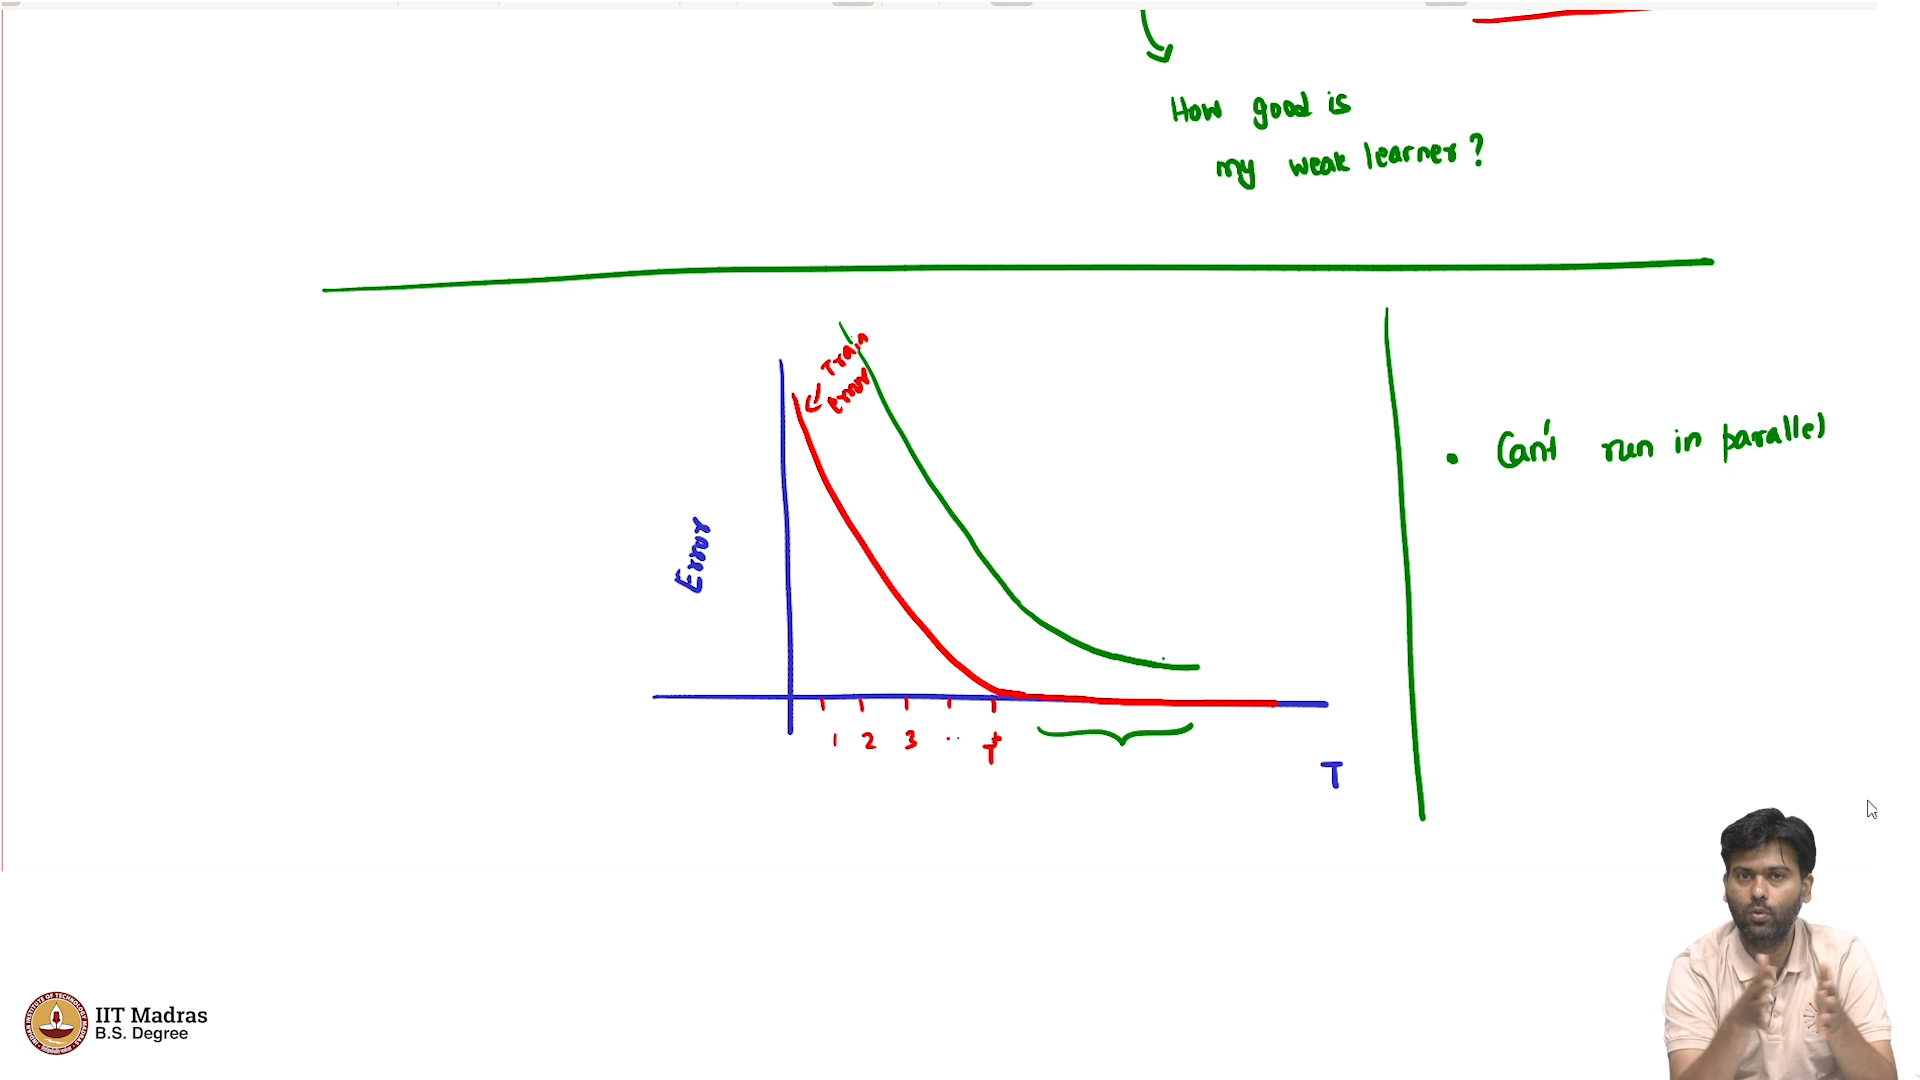 How good is
my weak learner?
Train
error
Error
1 2 3 .. T
T
• Can't run in parallel
IIT Madras
B.S. Degree